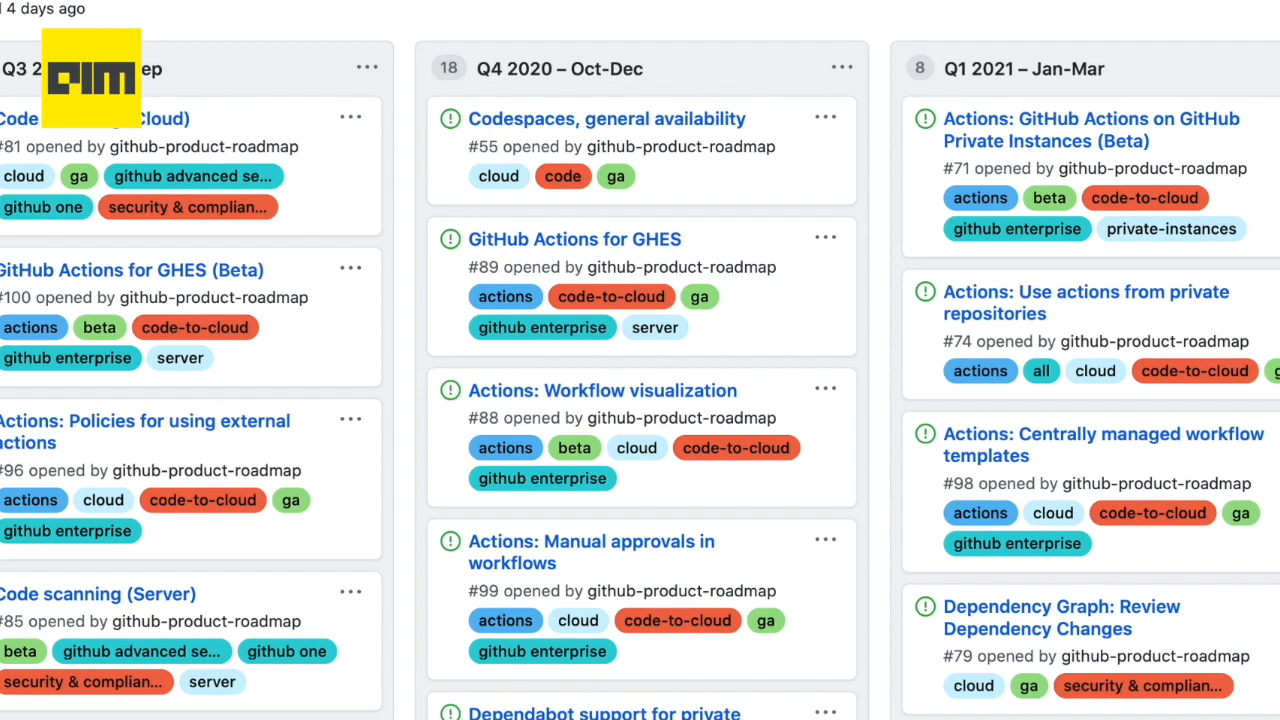 4 days ago
Q3 2 ep
Code Cloud)
#81 opened by github-product-roadmap
cloud ga github advanced se...
github one security & complian...
GitHub Actions for GHES (Beta)
#100 opened by github-product-roadmap
actions beta code-to-cloud
github enterprise server
Actions: Policies for using external
actions
#96 opened by github-product-roadmap
actions cloud code-to-cloud ga
github enterprise
Code scanning (Server)
#85 opened by github-product-roadmap
beta github advanced se... github one
security & complian... server
18 Q4 2020 – Oct-Dec
Codespaces, general availability
#55 opened by github-product-roadmap
cloud code ga
GitHub Actions for GHES
#89 opened by github-product-roadmap
actions code-to-cloud ga
github enterprise server
Actions: Workflow visualization
#88 opened by github-product-roadmap
actions beta cloud code-to-cloud
github enterprise
Actions: Manual approvals in
workflows
#99 opened by github-product-roadmap
actions cloud code-to-cloud ga
github enterprise
Dependabot support for private
8 Q1 2021 – Jan-Mar
Actions: GitHub Actions on GitHub
Private Instances (Beta)
#71 opened by github-product-roadmap
actions beta code-to-cloud
github enterprise private-instances
Actions: Use actions from private
repositories
#74 opened by github-product-roadmap
actions all cloud code-to-cloud
Actions: Centrally managed workflow
templates
#98 opened by github-product-roadmap
actions cloud code-to-cloud ga
github enterprise
Dependency Graph: Review
Dependency Changes
#79 opened by github-product-roadmap
cloud ga security & complian...